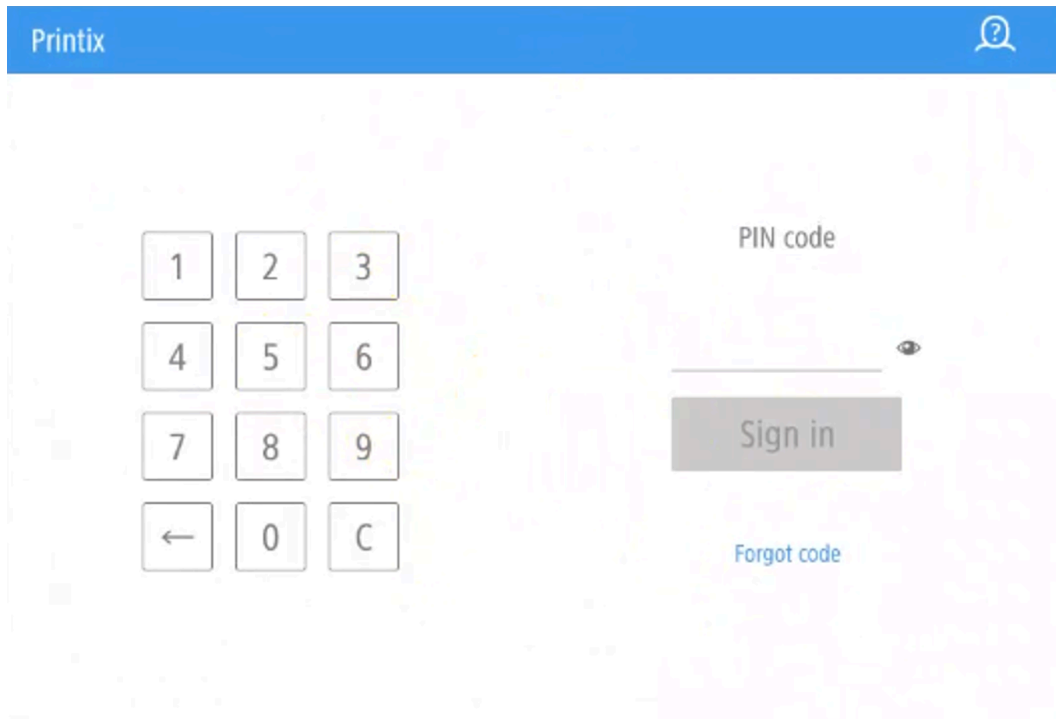 Printix
?
1 2 3
4 5 6
7 8 9
← 0 C
PIN code
Sign in
Forgot code